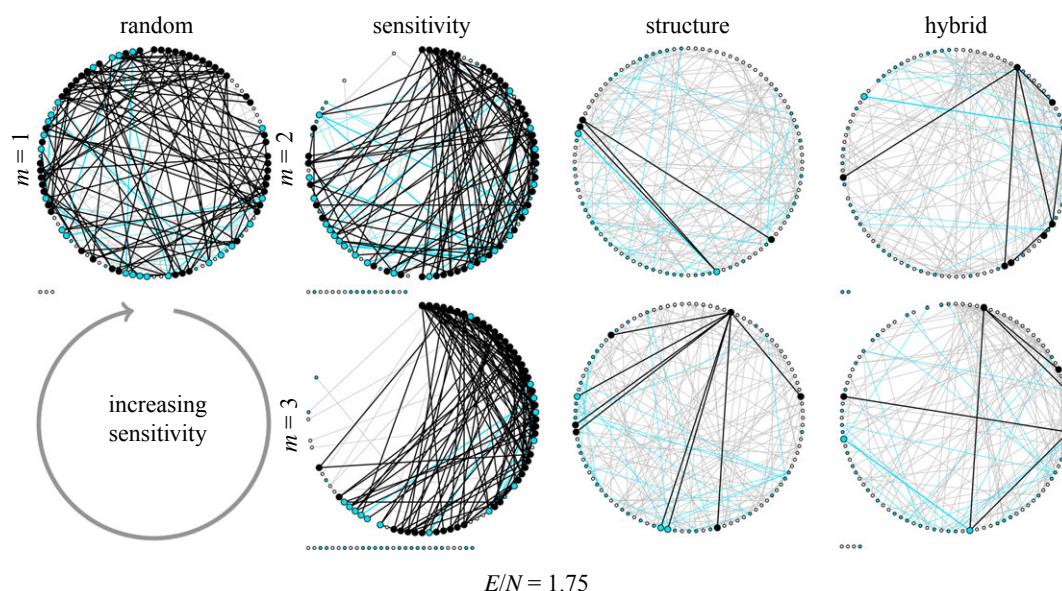 random
sensitivity
structure
hybrid
m = 1
m = 2
increasing
sensitivity
m = 3
E/N = 1.75